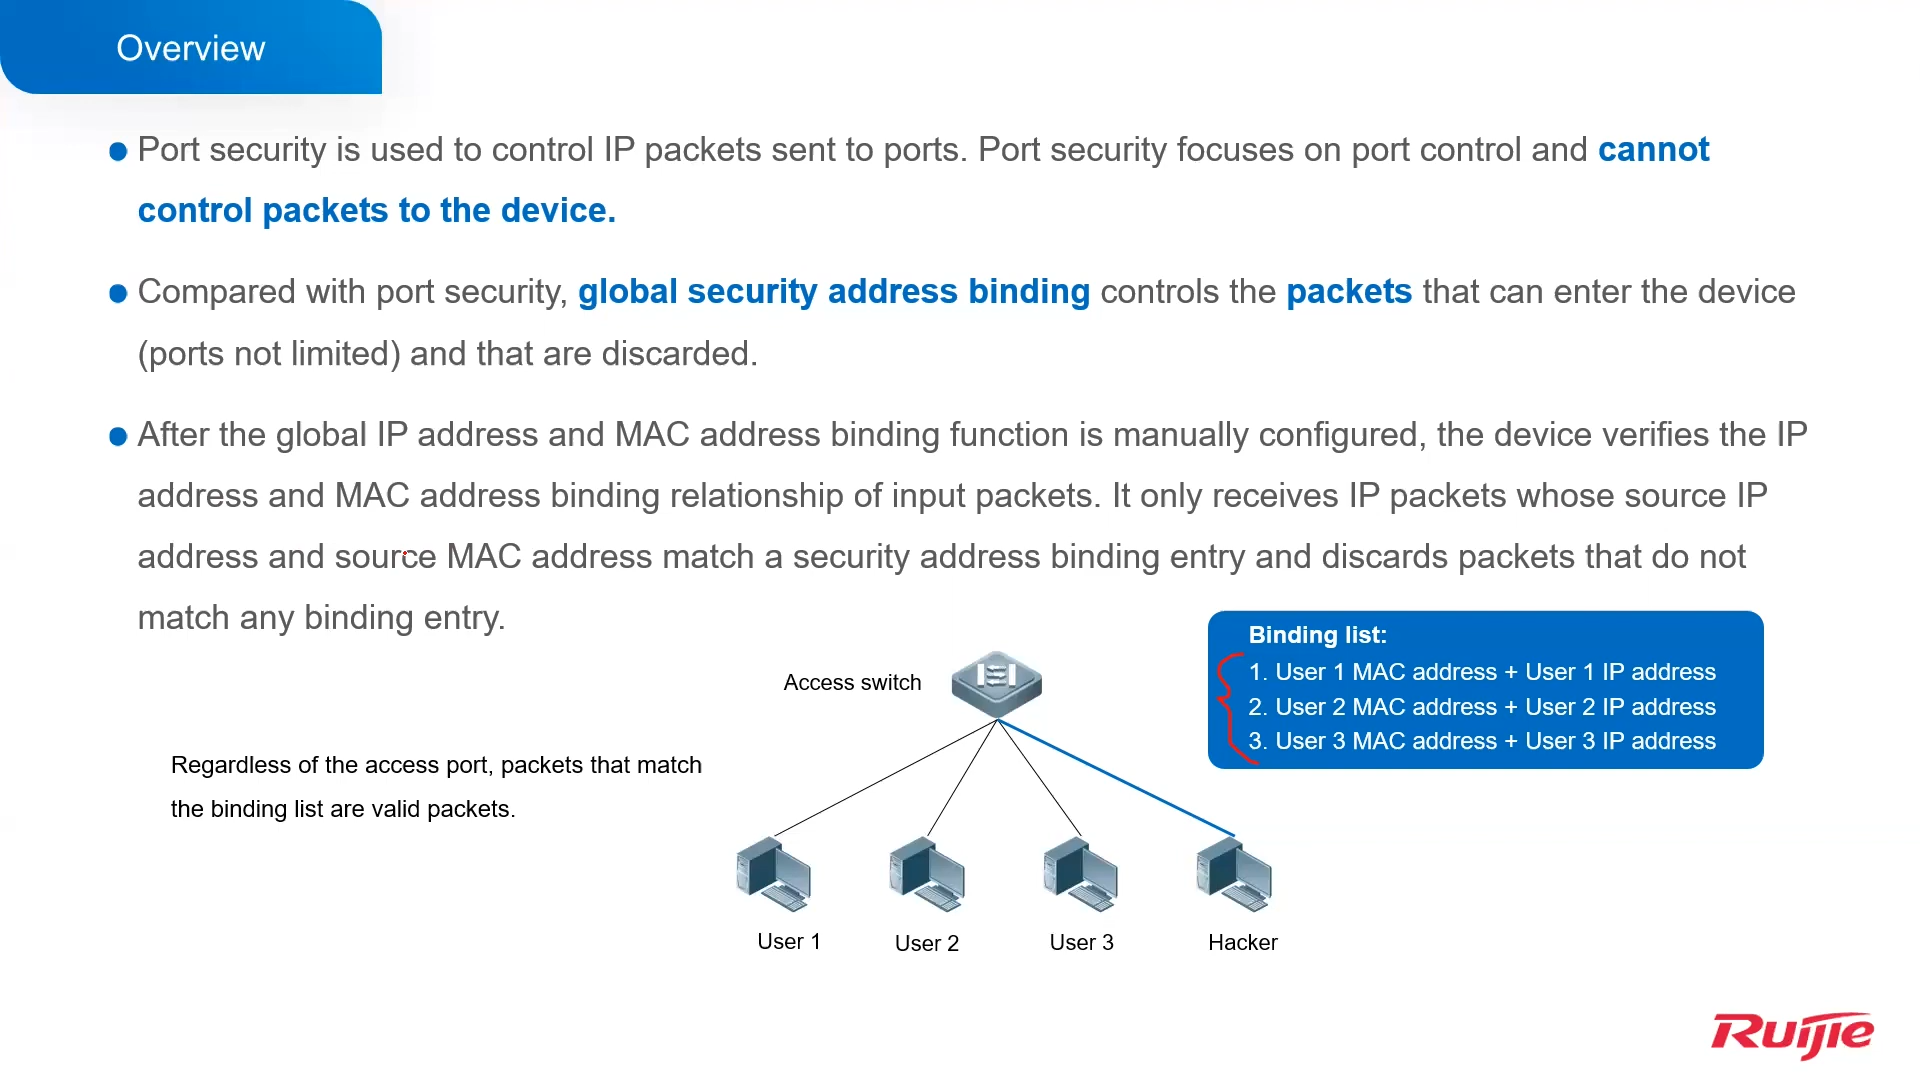 Overview
Port security is used to control IP packets sent to ports. Port security focuses on port control and cannot
control packets to the device.
Compared with port security, global security address binding controls the packets that can enter the device
(ports not limited) and that are discarded.
After the global IP address and MAC address binding function is manually configured, the device verifies the IP
address and MAC address binding relationship of input packets. It only receives IP packets whose source IP
address and source MAC address match a security address binding entry and discards packets that do not
match any binding entry.
Binding list:
1. User 1 MAC address + User 1 IP address
2. User 2 MAC address + User 2 IP address
3. User 3 MAC address + User 3 IP address
Access switch
Regardless of the access port, packets that match
the binding list are valid packets.
User 1
User 2
User 3
Hacker
Ruijie